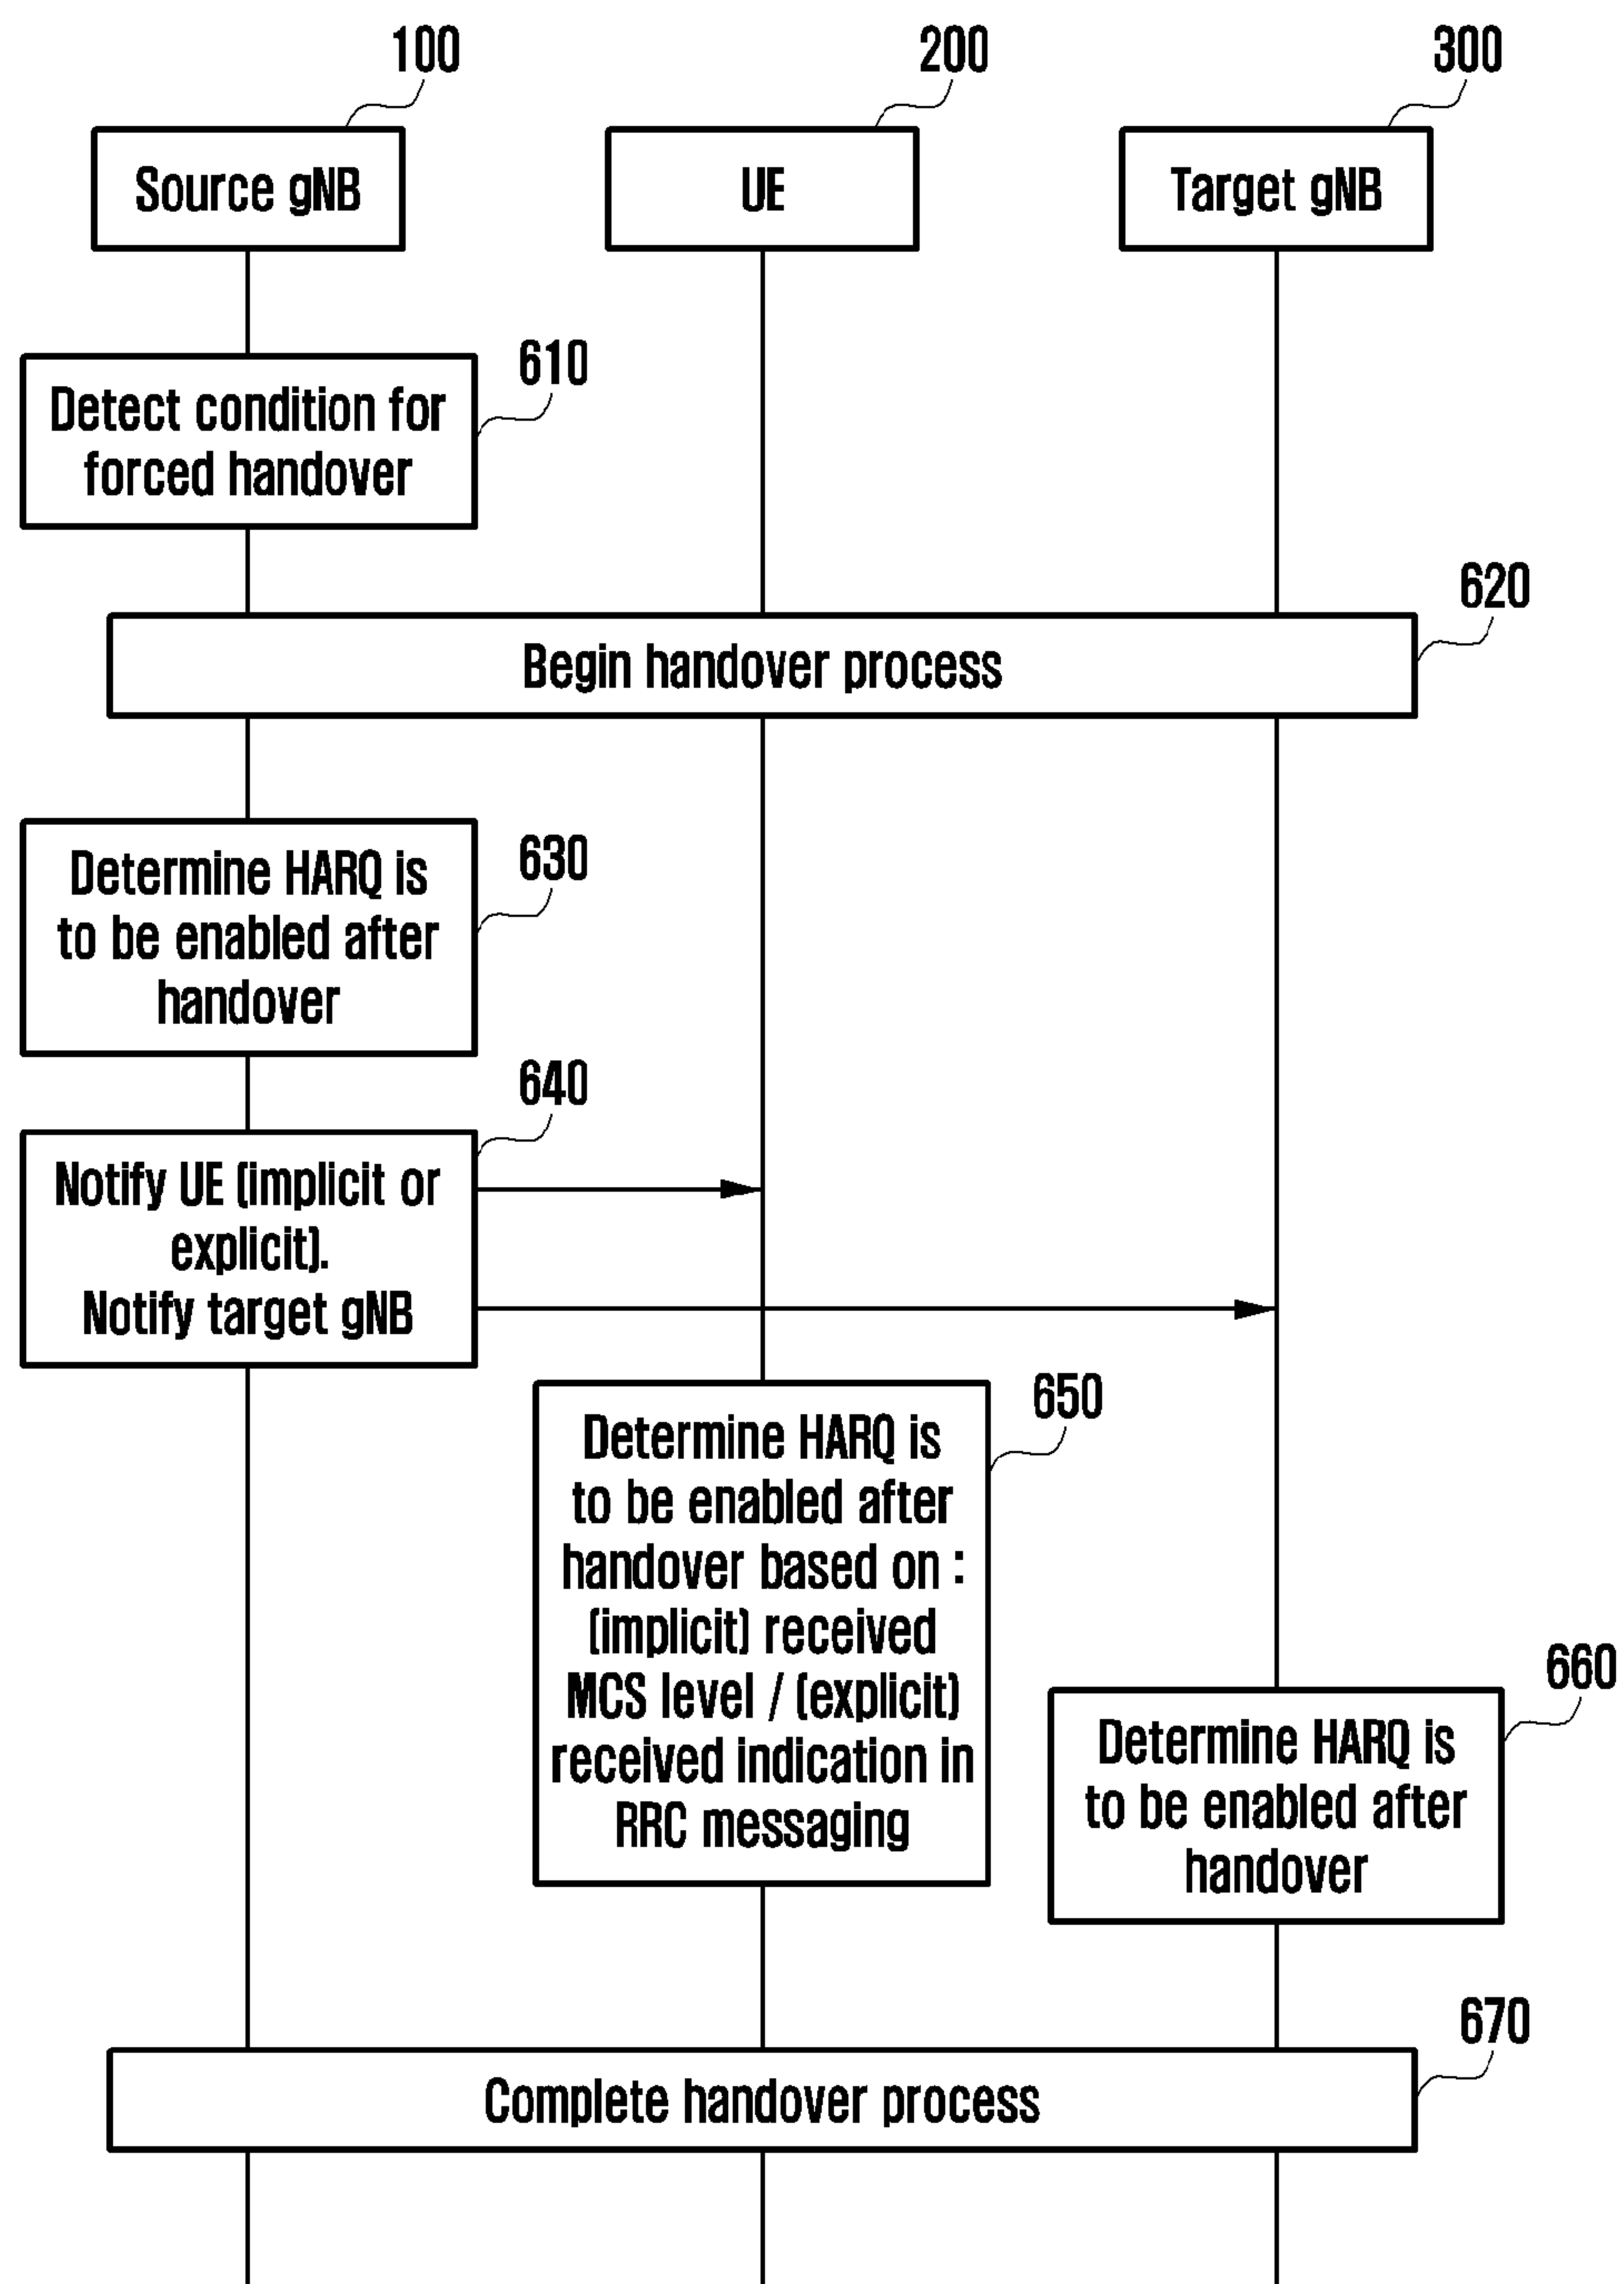 100
200
300
Source gNB
UE
Target gNB
610
Detect condition for
forced handover
620
Begin handover process
630
Determine HARQ is
to be enabled after
handover
640
Notify UE (implicit or
explicit).
Notify target gNB
650
Determine HARQ is
to be enabled after
handover based on :
(implicit) received
MCS level / (explicit)
received indication in
RRC messaging
660
Determine HARQ is
to be enabled after
handover
670
Complete handover process